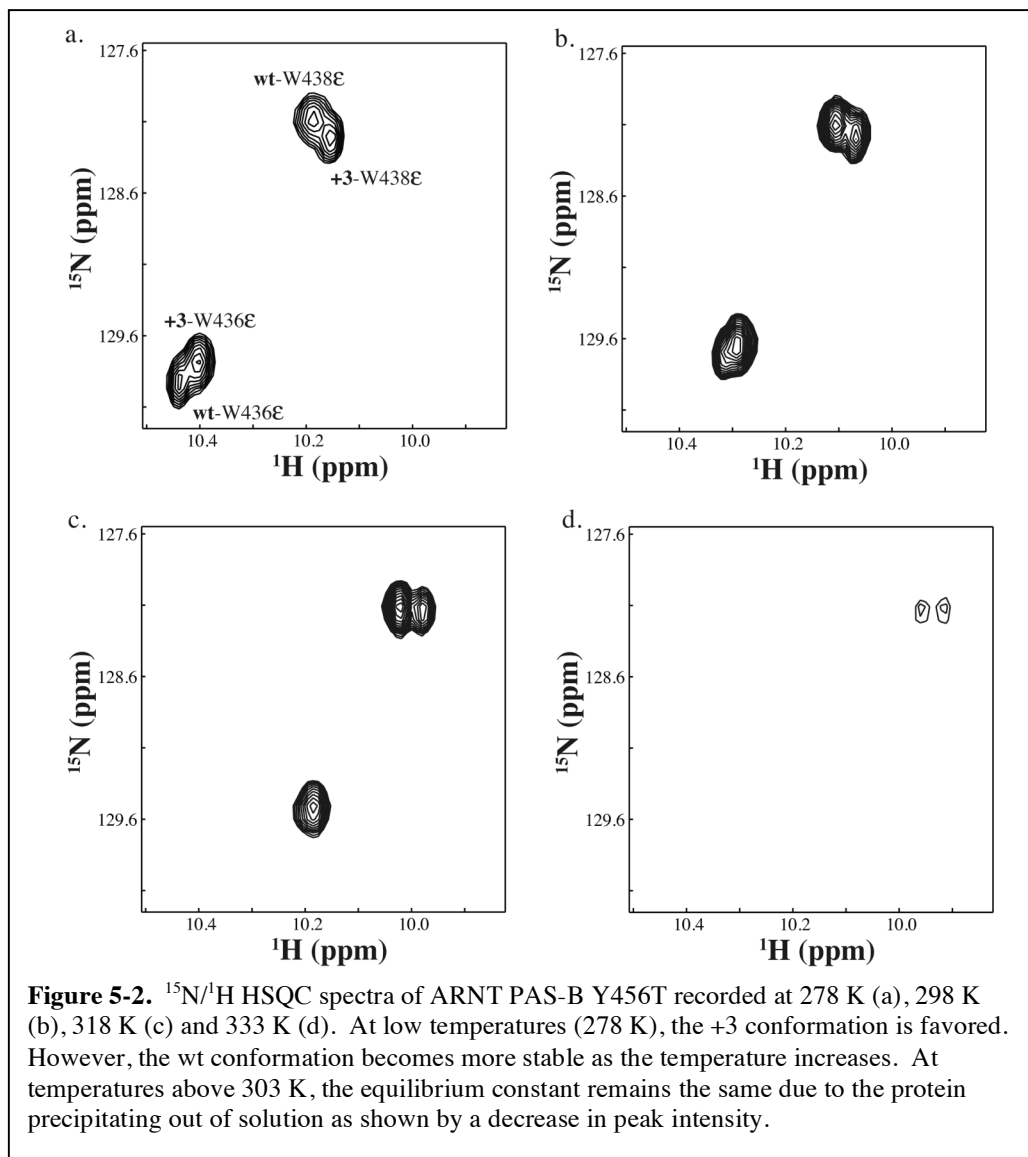 a.
127.6
128.6
129.6
¹⁵N (ppm)
wt-W438ε
+3-W438ε
+3-W436ε
wt-W436ε
10.4
10.2
10.0
¹H (ppm)
b.
127.6
128.6
129.6
¹⁵N (ppm)
10.4
10.2
10.0
¹H (ppm)
c.
127.6
128.6
129.6
¹⁵N (ppm)
10.4
10.2
10.0
¹H (ppm)
d.
127.6
128.6
129.6
¹⁵N (ppm)
10.4
10.2
10.0
¹H (ppm)
Figure 5-2. ¹⁵N/¹H HSQC spectra of ARNT PAS-B Y456T recorded at 278 K (a), 298 K
(b), 318 K (c) and 333 K (d). At low temperatures (278 K), the +3 conformation is favored.
However, the wt conformation becomes more stable as the temperature increases. At
temperatures above 303 K, the equilibrium constant remains the same due to the protein
precipitating out of solution as shown by a decrease in peak intensity.